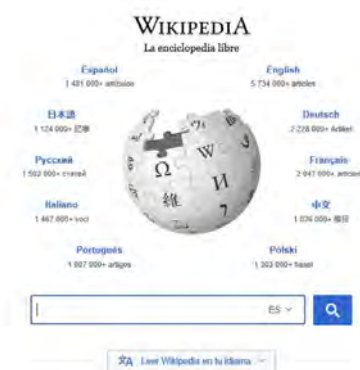 WIKIPEDIA
La enciclopedia libre
Español
1 481 000+ artículos
English
5 734 000+ articles
日本語
1 124 000+ 記事
Deutsch
2 228 000+ Artikel
Русский
1 502 000+ статей
Français
2 047 000+ articles
Italiano
1 467 000+ voci
中文
1 026 000+ 條目
Português
1 007 000+ artigos
Polski
1 303 000+ haseł
ES
Leer Wikipedia en tu idioma